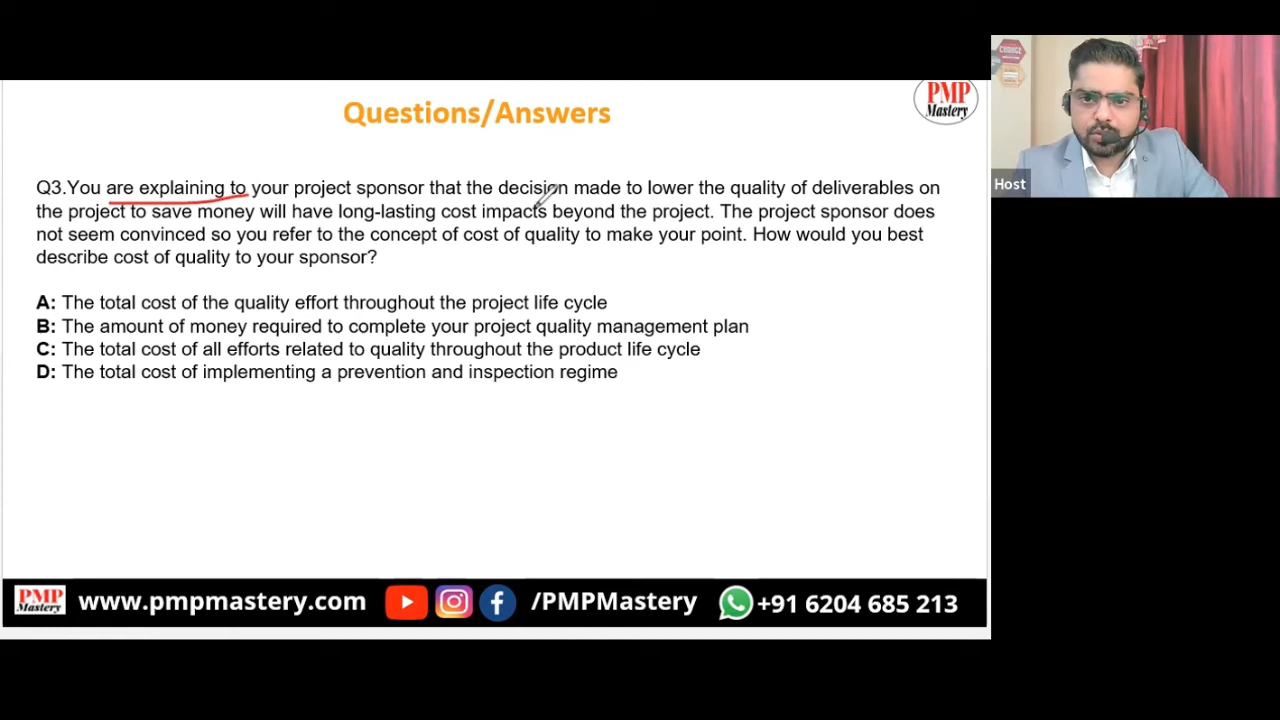 PMP
Mastery
Questions/Answers
CHANGE
Host
Q3.You are explaining to your project sponsor that the decision made to lower the quality of deliverables on
the project to save money will have long-lasting cost impacts beyond the project. The project sponsor does
not seem convinced so you refer to the concept of cost of quality to make your point. How would you best
describe cost of quality to your sponsor?
A: The total cost of the quality effort throughout the project life cycle
B: The amount of money required to complete your project quality management plan
C: The total cost of all efforts related to quality throughout the product life cycle
D: The total cost of implementing a prevention and inspection regime
PMP
Mastery
www.pmpmastery.com
/PMPMastery
+91 6204 685 213